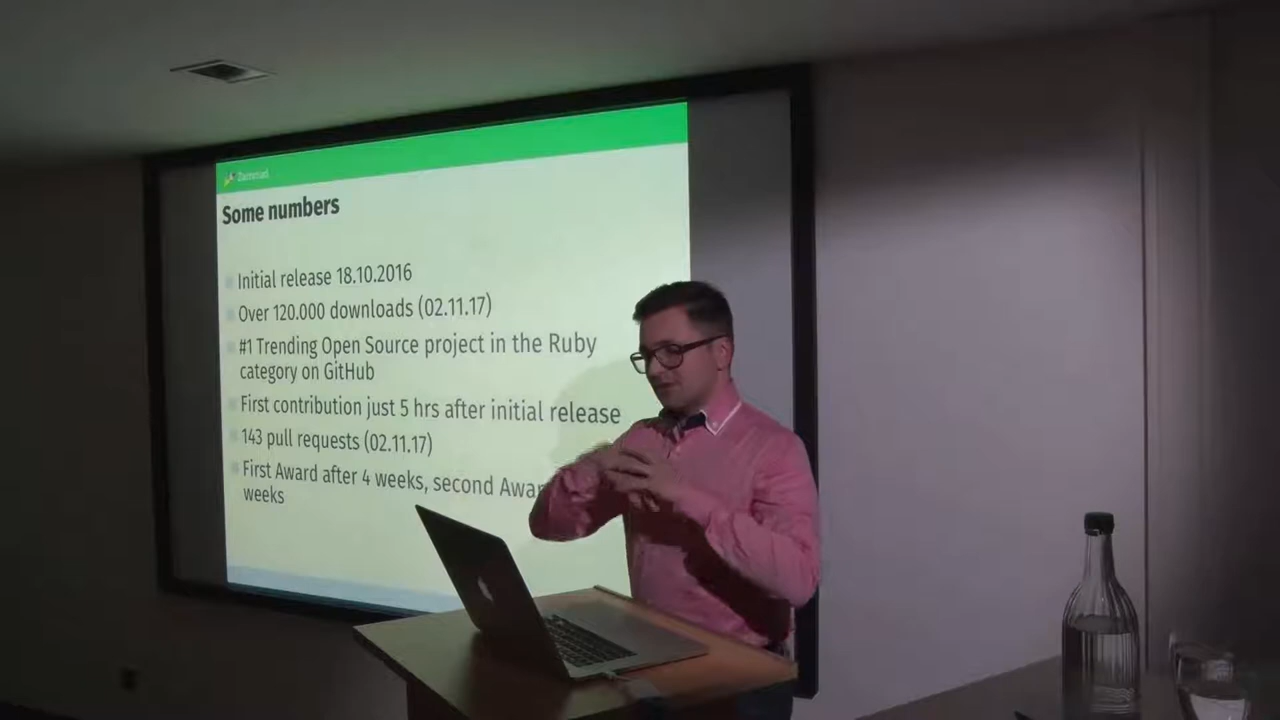 Zammad
Some numbers
Initial release 18.10.2016
Over 120.000 downloads (02.11.17)
#1 Trending Open Source project in the Ruby
category on GitHub
First contribution just 5 hrs after initial release
143 pull requests (02.11.17)
First Award after 4 weeks, second
weeks